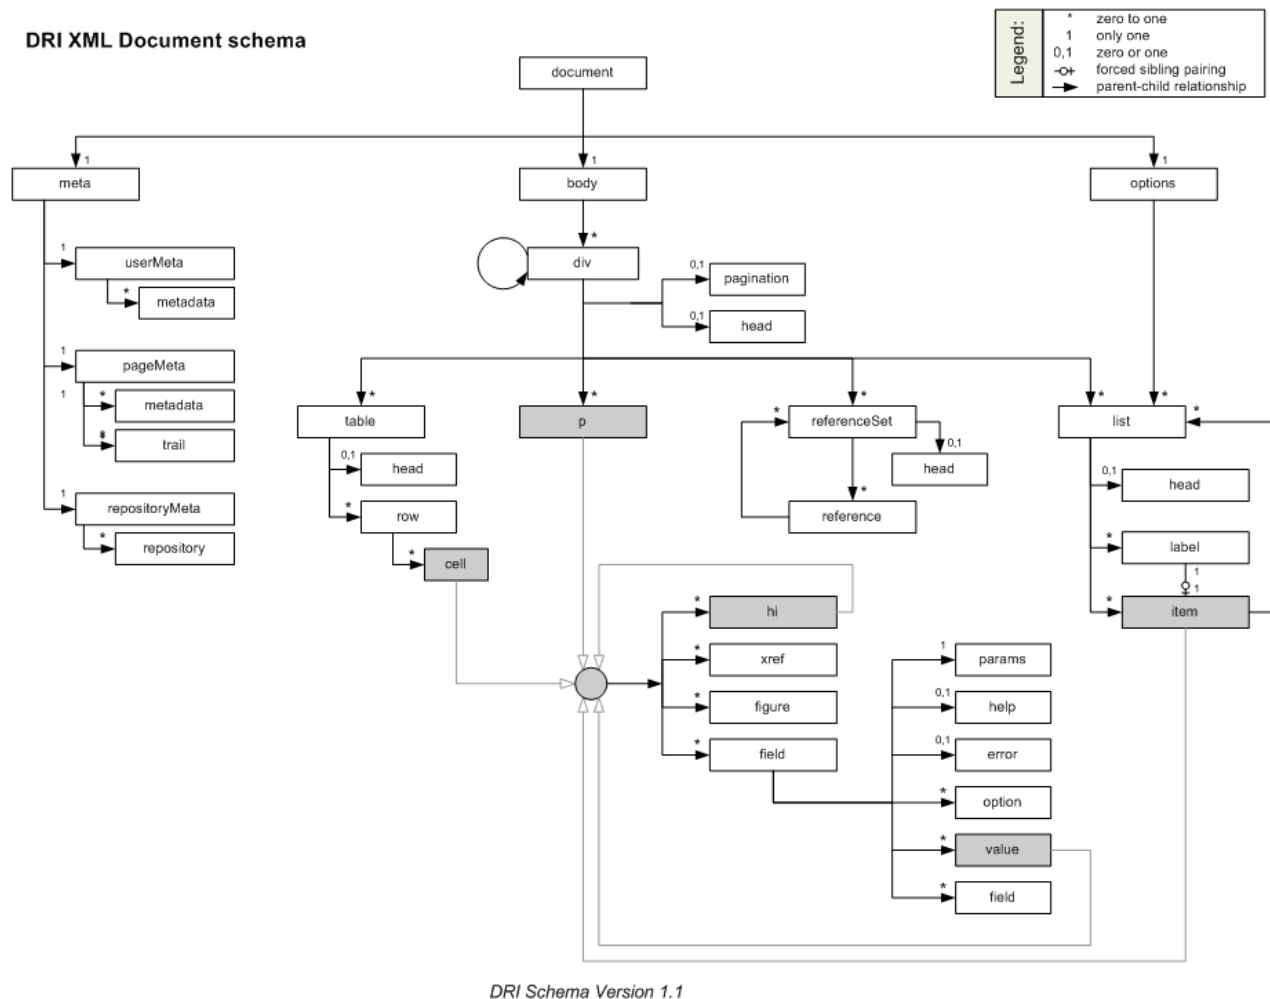 DRI XML Document schema
Legend:
* zero to one
1 only one
0,1 zero or one
forced sibling pairing
parent-child relationship
document
1
1
1
meta
body
options
*
1
userMeta
div
0,1
pagination
*
metadata
0,1
head
1
pageMeta
1
*
metadata
*
trail
*
*
*
*
*
table
p
*
referenceSet
list
*
0,1
head
0,1
head
0,1
head
1
repositoryMeta
*
row
*
reference
*
repository
*
label
*
cell
1
1
*
hi
*
item
*
xref
1
params
*
figure
0,1
help
*
field
0,1
error
*
option
*
value
*
field
DRI Schema Version 1.1